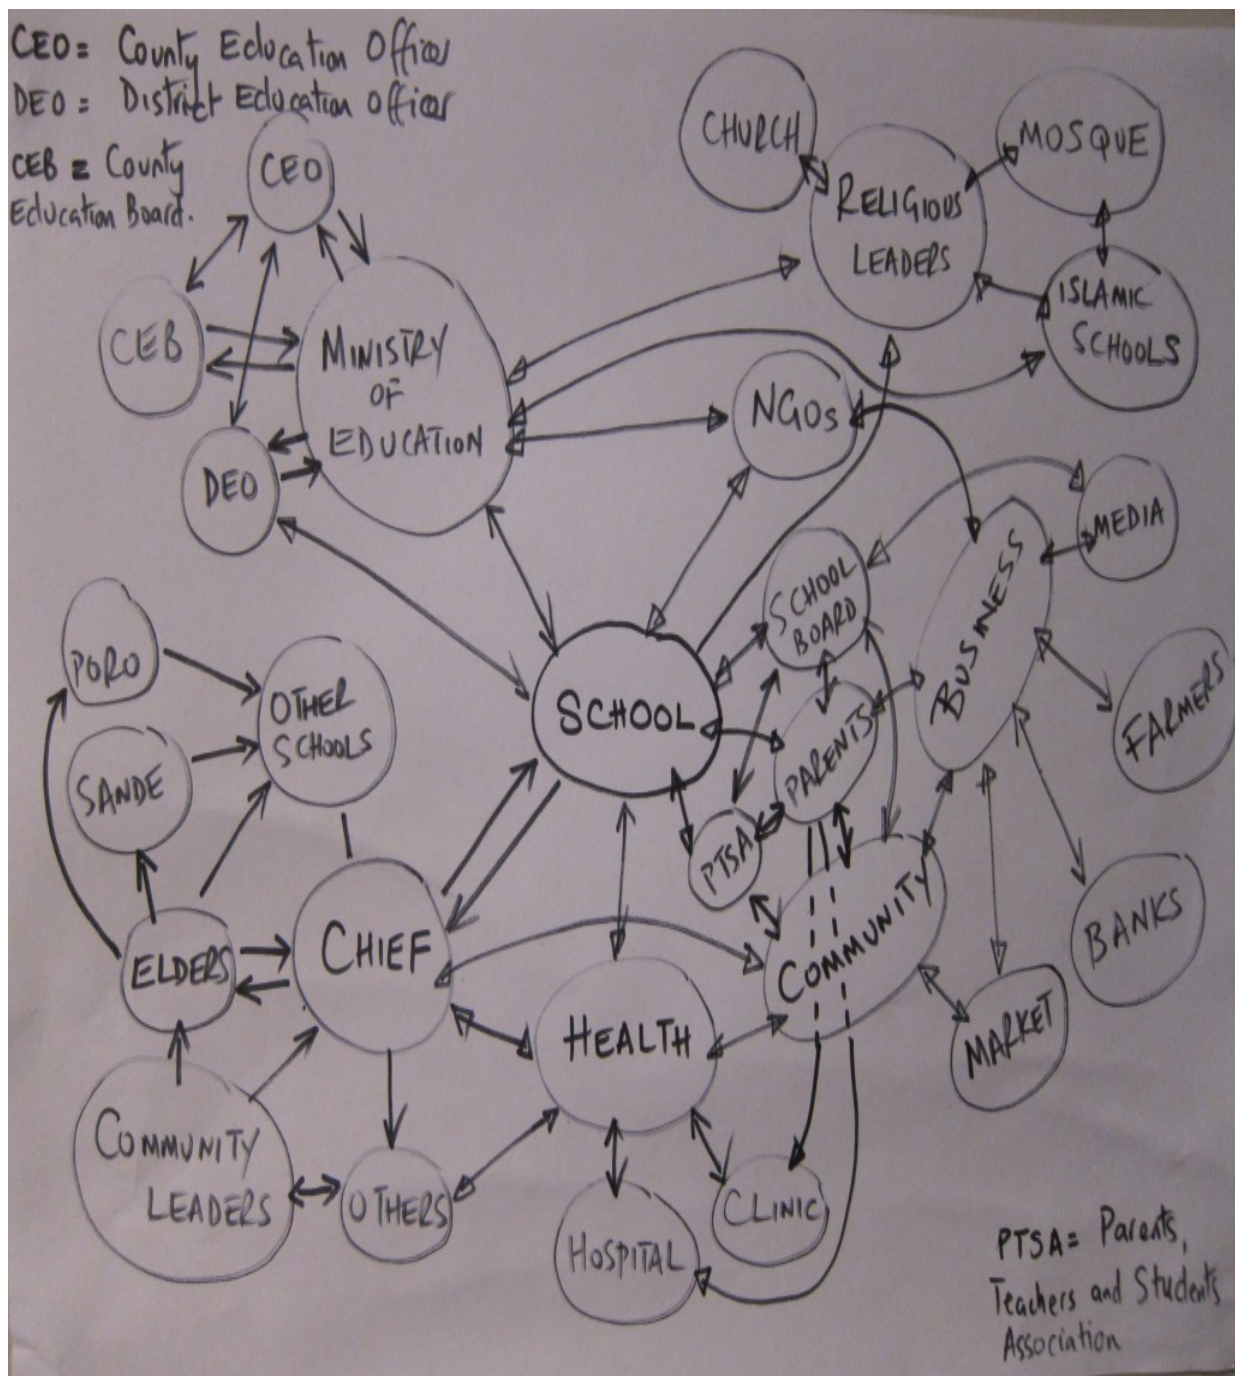 CEO = County Education Officer
DEO = District Education Officer
CEB = County
Education Board.
CEO
CEB
MINISTRY
OF
EDUCATION
DEO
CHURCH
RELIGIOUS
LEADERS
MOSQUE
ISLAMIC
SCHOOLS
NGOs
MEDIA
SCHOOL
BOARD
BUSINESS
FARMERS
PORO
OTHER
SCHOOLS
SANDE
SCHOOL
PARENTS
PTSA
COMMUNITY
BANKS
MARKET
ELDERS
CHIEF
HEALTH
COMMUNITY
LEADERS
OTHERS
HOSPITAL
CLINIC
PTSA = Parents,
Teachers and Students
Association